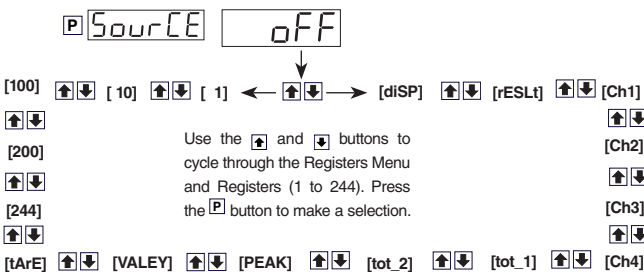 P SourCE oFF
[100] [ 10] [ 1] [diSP] [rESLt] [Ch1]
Use the and buttons to
[Ch2]
[200]
cycle through the Registers Menu
and Registers (1 to 244). Press
[244]
the P button to make a selection.
[Ch3]
[tArE] [VALEY] [PEAK] [tot_2] [tot_1] [Ch4]